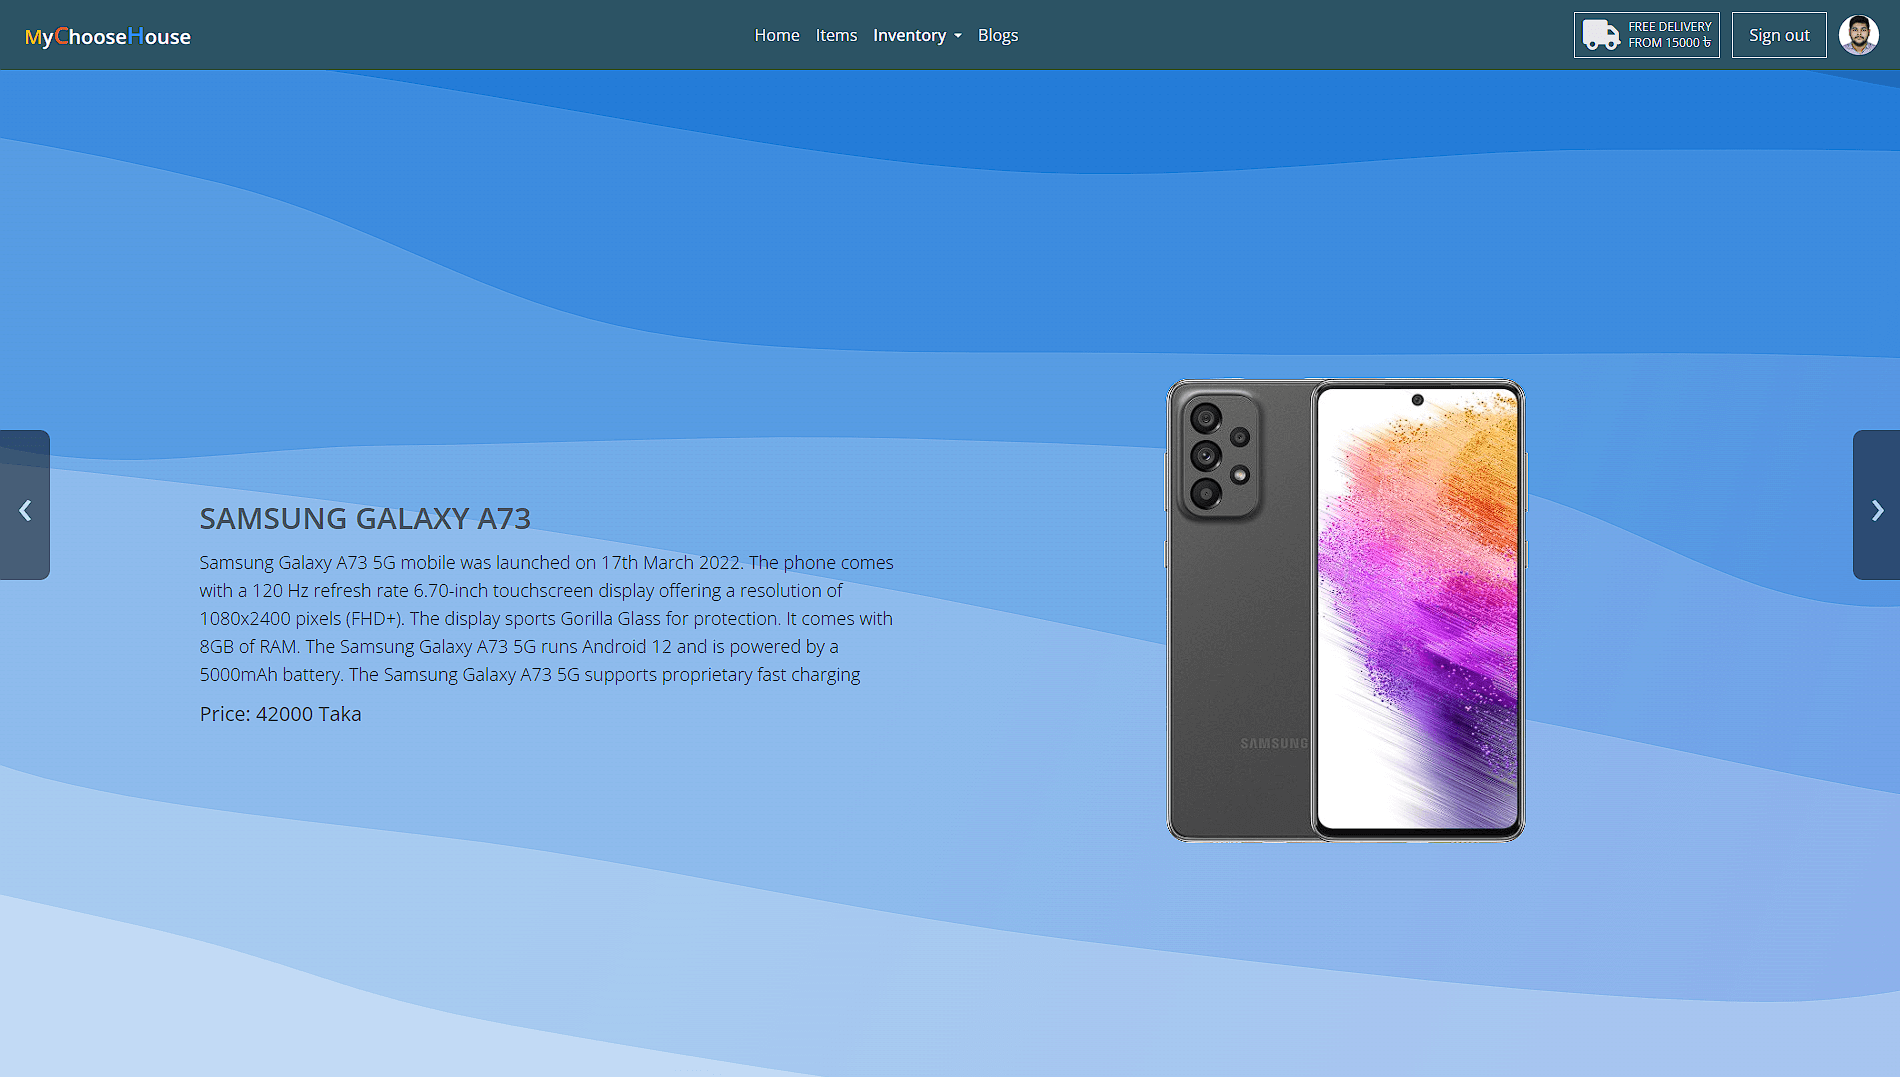 MyChooseHouse
Home Items Inventory Blogs
FREE DELIVERY
FROM 15000 ৳
Sign out
SAMSUNG GALAXY A73
Samsung Galaxy A73 5G mobile was launched on 17th March 2022. The phone comes
with a 120 Hz refresh rate 6.70-inch touchscreen display offering a resolution of
1080x2400 pixels (FHD+). The display sports Gorilla Glass for protection. It comes with
8GB of RAM. The Samsung Galaxy A73 5G runs Android 12 and is powered by a
5000mAh battery. The Samsung Galaxy A73 5G supports proprietary fast charging
Price: 42000 Taka
SAMSUNG